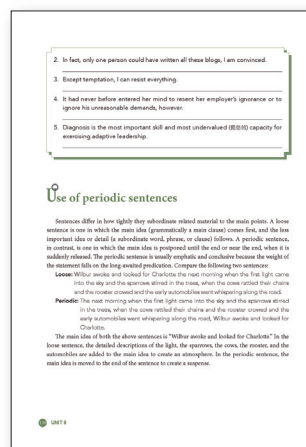 2. In fact, only one person could have written all these blogs, I am convinced.
3. Except temptation, I can resist everything.
4. It had never before entered her mind to resent her employer's ignorance or to
ignore his unreasonable demands, however.
5. Diagnosis is the most important skill and most undervalued capacity for
exercising adaptive leadership.
Use of periodic sentences
Sentences differ in how tightly they subordinate related material to the main points. A loose
sentence is one in which the main idea (grammatically a main clause) comes first, and the less
important idea or detail (a subordinate word, phrase, or clause) follows. A periodic sentence,
in contrast, is one in which the main idea is postponed until the end or near the end, when it is
suddenly released. The periodic sentence is usually emphatic and conclusive because the weight of
the statement falls on the long-awaited predication. Compare the following two sentences:
Loose: Wilbur awoke and looked for Charlotte the next morning when the first light came
into the sky and the sparrows stirred in the trees, when the cows rattled their chains
and the rooster crowed and the early automobiles went whispering along the road.
Periodic: The next morning when the first light came into the sky and the sparrows stirred
in the trees, when the cows rattled their chains and the rooster crowed and the
early automobiles went whispering along the road, Wilbur awoke and looked for
Charlotte.
The main idea of both the above sentences is "Wilbur awoke and looked for Charlotte." In the
loose sentence, the detailed descriptions of the light, the sparrows, the cows, the rooster, and the
automobiles are added to the main idea to create an atmosphere. In the periodic sentence, the
main idea is moved to the end of the sentence to create a suspense.
UNIT 8